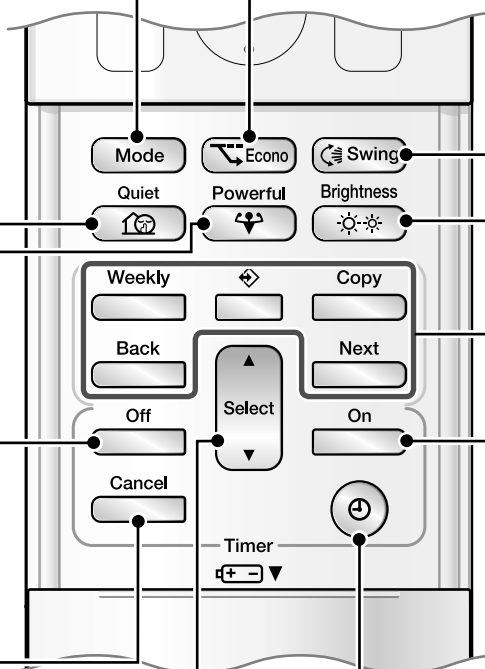 Mode Econo Swing
Quiet Powerful Brightness
Weekly Copy
Back Next
Select
Off On
Cancel
Timer